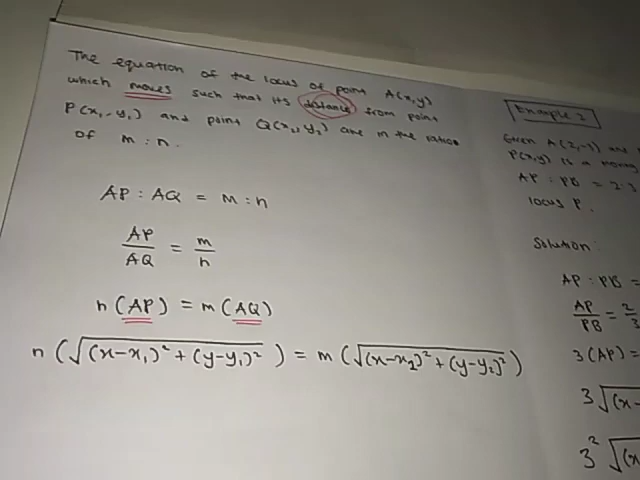 The equation of the locus of point A(x,y)
which moves such that its distance from point
P(x₁, y₁) and point Q(x₂, y₂) are in the ratio
of m : n.
AP : AQ = m : n
AP/AQ = m/n
n (AP) = m (AQ)
n (√((x-x₁)² + (y-y₁)²)) = m (√((x-x₂)² + (y-y₂)²))
Example 2
Given A(2,-3) and
P(x,y) is a moving
AP : PB = 2:3
locus P.
Solution:
AP : PB =
AP/PB = 2/3
3 (AP) =
3 √(x-
3² √(x